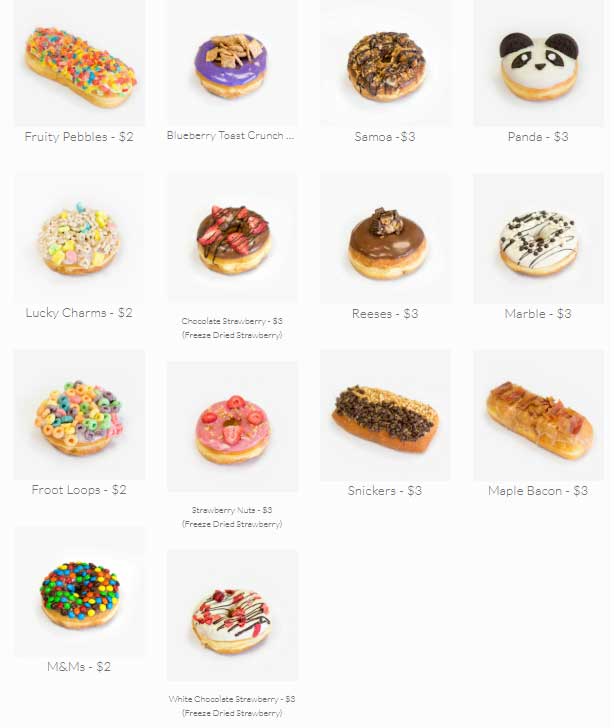 Fruity Pebbles - $2
Blueberry Toast Crunch ...
Samoa -$3
Panda - $3
Lucky Charms - $2
Chocolate Strawberry - $3
(Freeze Dried Strawberry)
Reeses - $3
Marble - $3
Froot Loops - $2
Strawberry Nuts - $3
(Freeze Dried Strawberry)
Snickers - $3
Maple Bacon - $3
M&Ms - $2
White Chocolate Strawberry - $3
(Freeze Dried Strawberry)